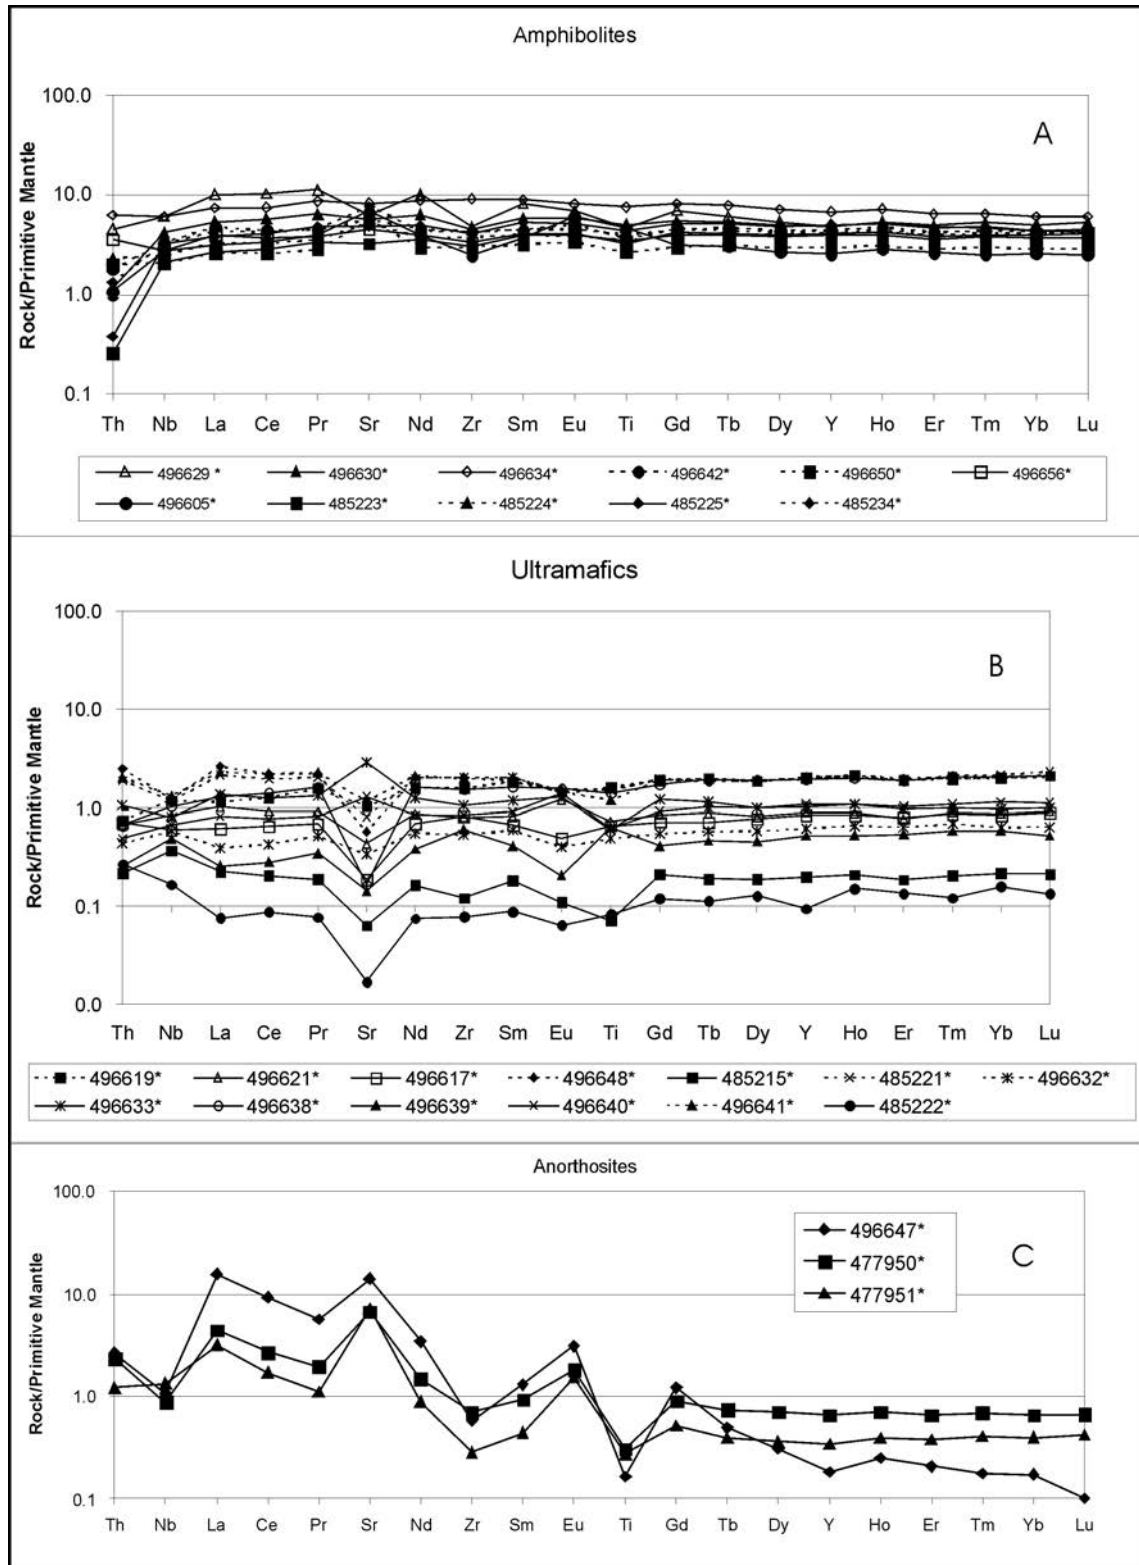 Amphibolites
A
Rock/Primitive Mantle
100.0
10.0
1.0
0.1
Th Nb La Ce Pr Sr Nd Zr Sm Eu Ti Gd Tb Dy Y Ho Er Tm Yb Lu
496629 * 496630* 496634* 496642* 496650* 496656*
496605* 485223* 485224* 485225* 485234*
Ultramafics
B
Rock/Primitive Mantle
100.0
10.0
1.0
0.1
0.0
Th Nb La Ce Pr Sr Nd Zr Sm Eu Ti Gd Tb Dy Y Ho Er Tm Yb Lu
496619* 496621* 496617* 496648* 485215* 485221* 496632*
496633* 496638* 496639* 496640* 496641* 485222*
Anorthosites
C
Rock/Primitive Mantle
100.0
10.0
1.0
0.1
496647*
477950*
477951*
Th Nb La Ce Pr Sr Nd Zr Sm Eu Ti Gd Tb Dy Y Ho Er Tm Yb Lu